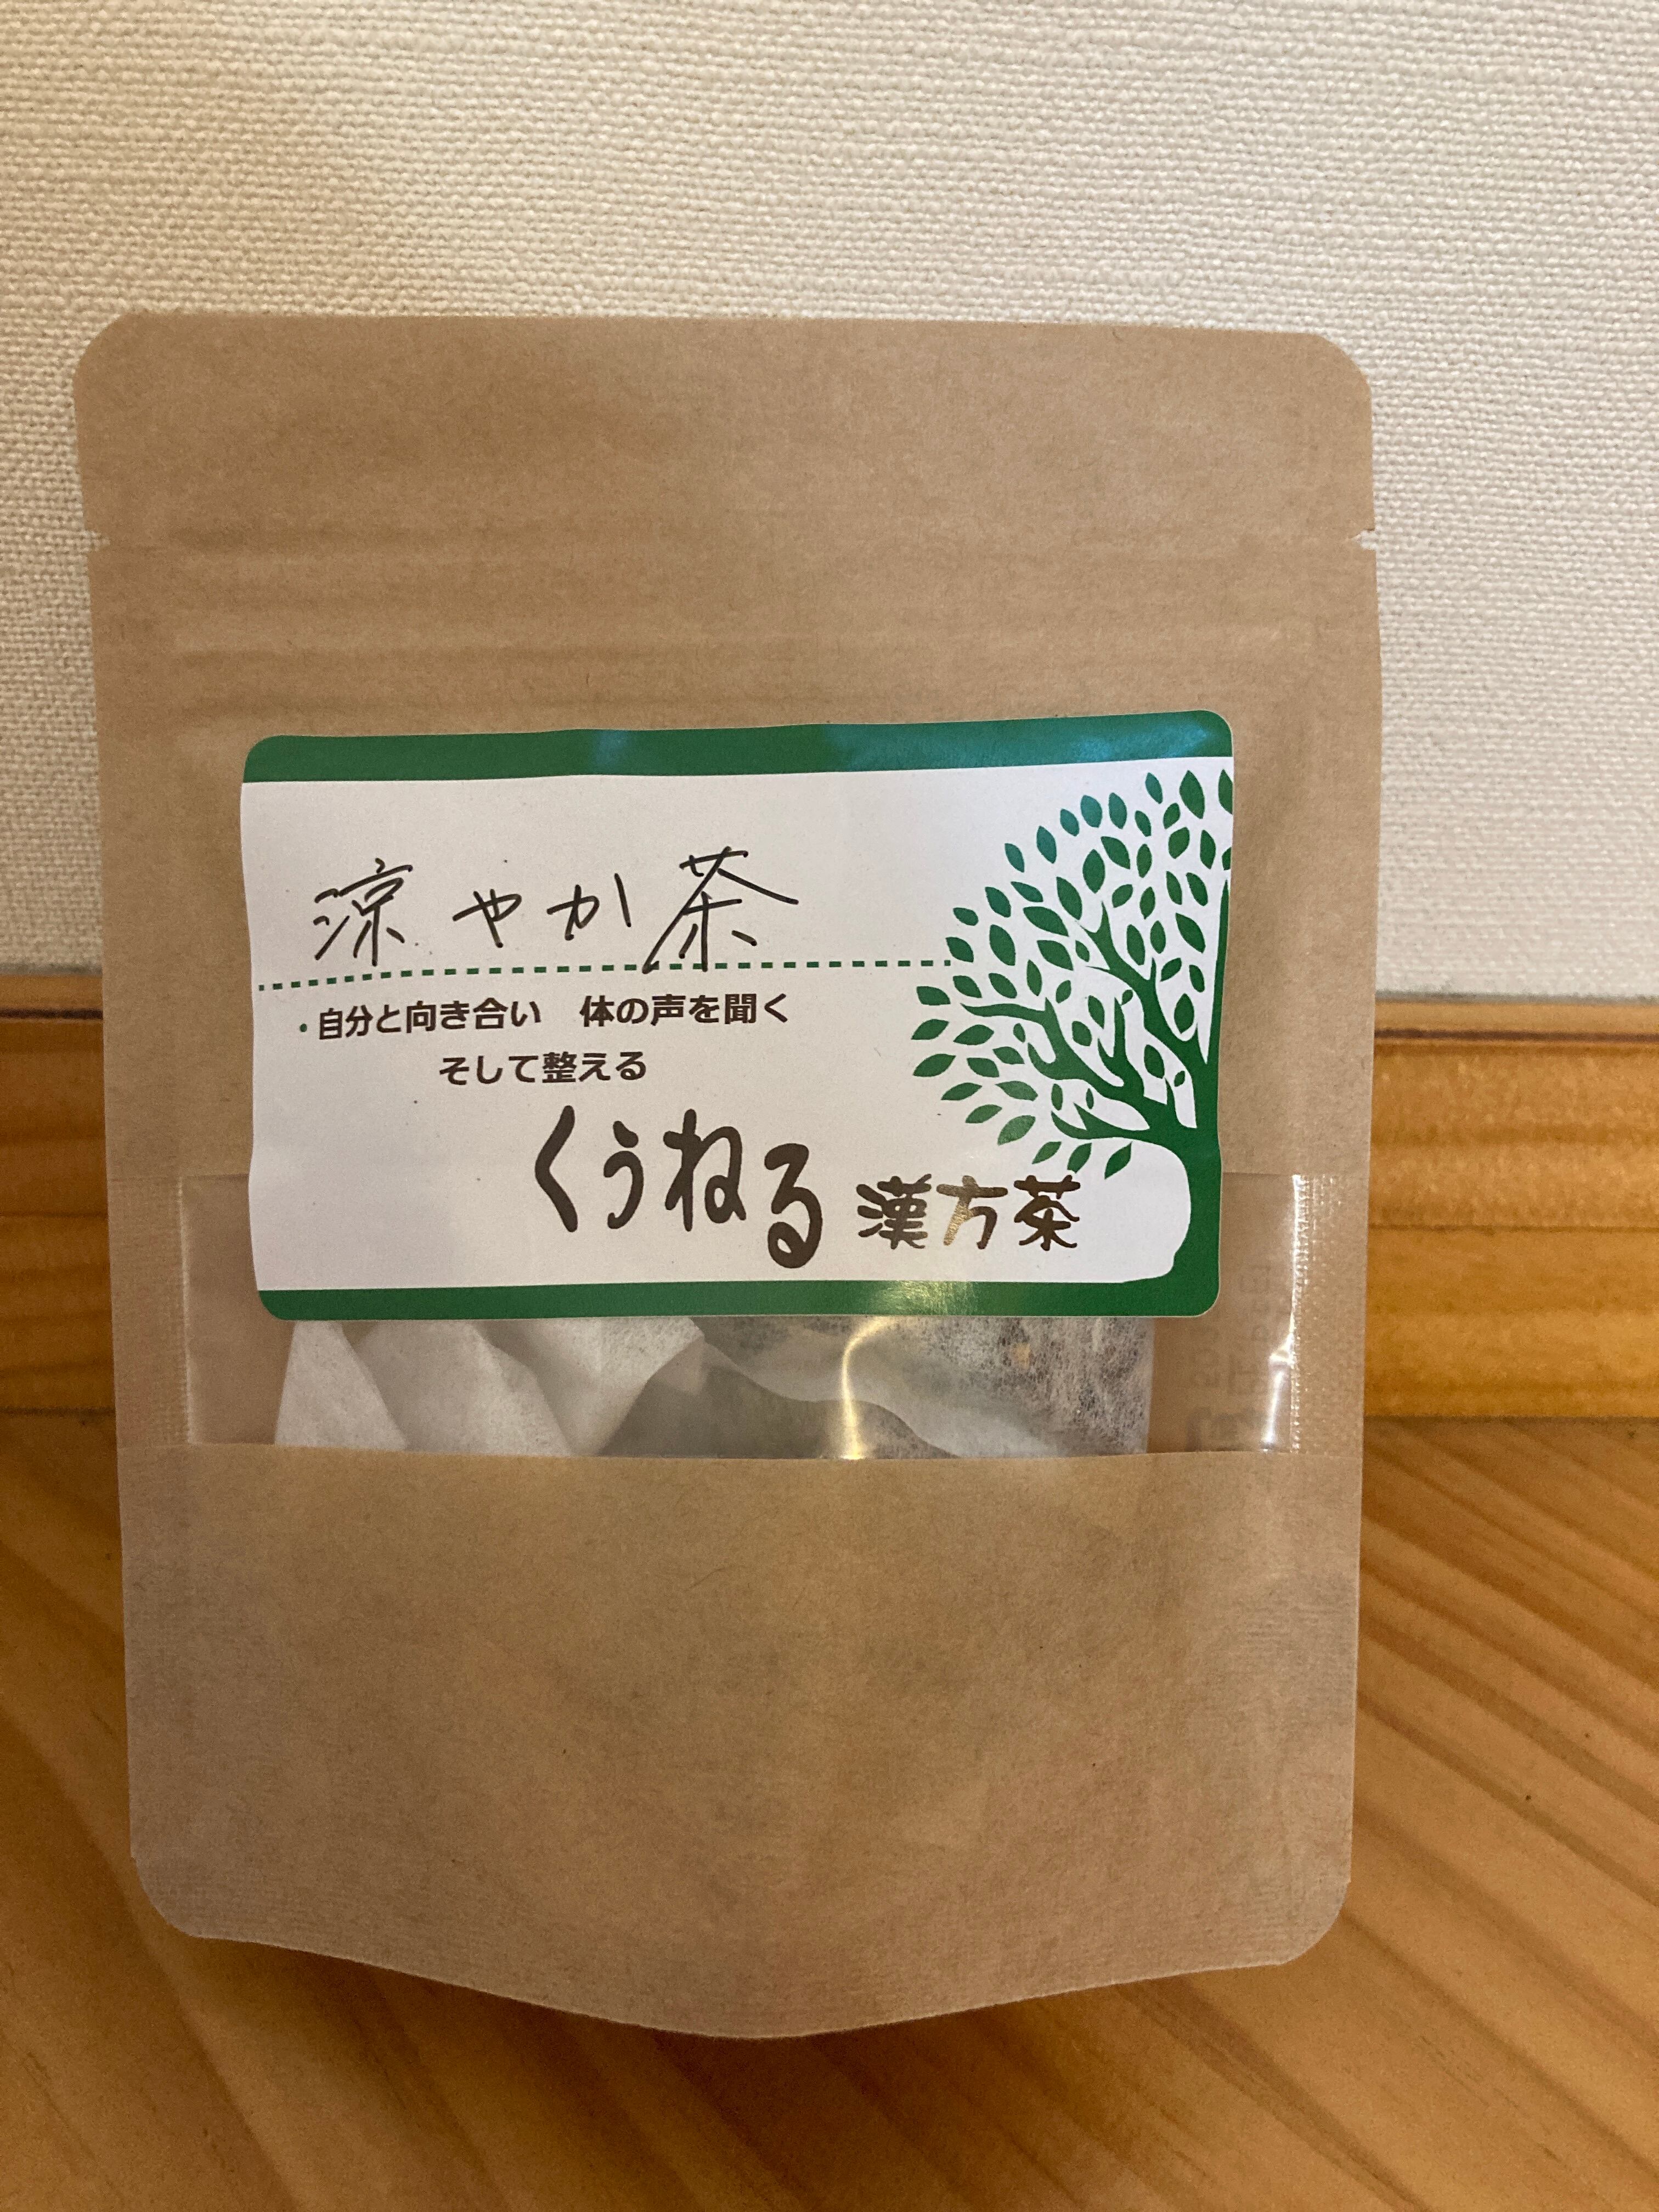 涼やか茶
・自分と向き合い　体の声を聞く
そして整える
くうねる 漢方茶